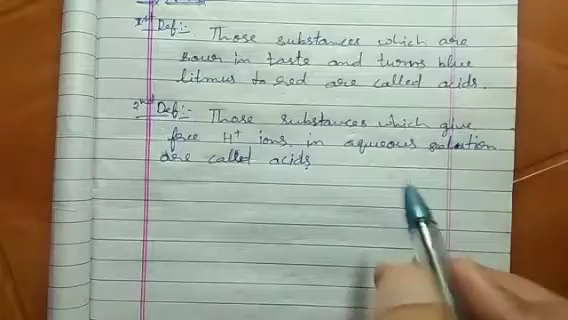 1st Def:- Those substances which are
sour in taste and turns blue
litmus to red are called acids.
2nd Def:- Those substances which give
free H+ ions in aqueous solution
are called acids